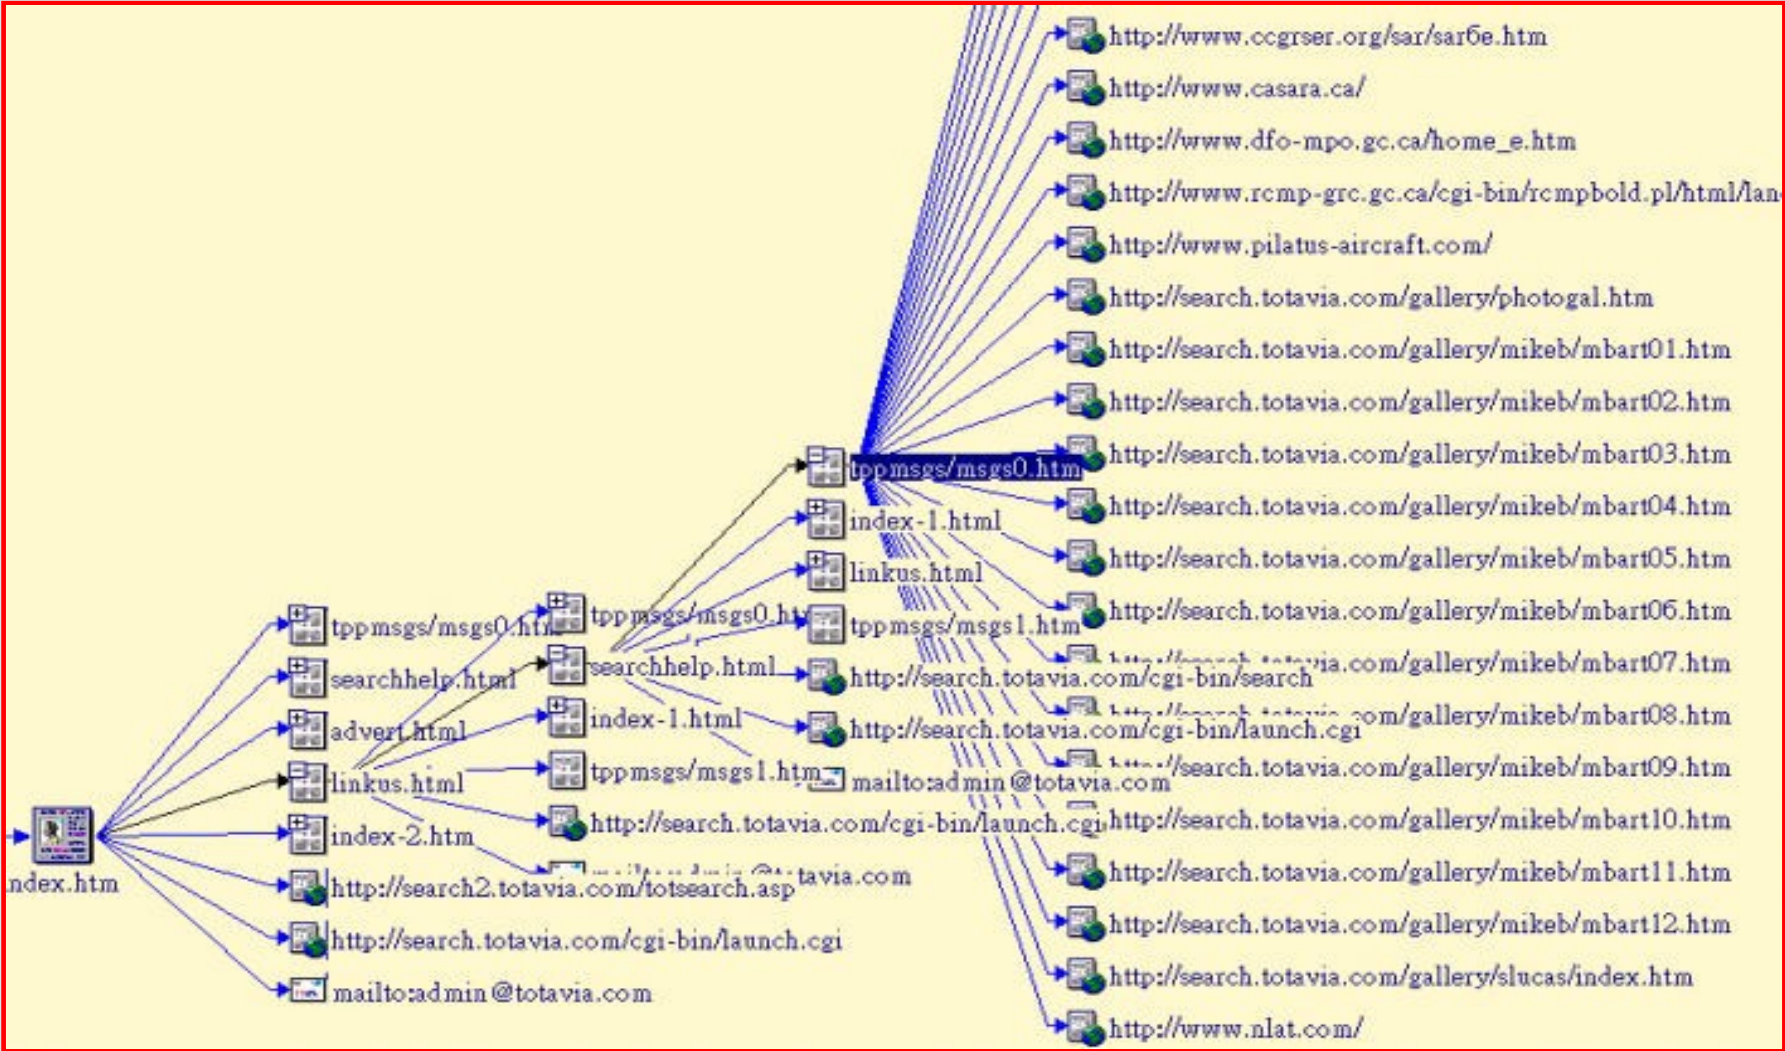 ndex.htm
tppmsgs/msgs0.htm
searchhelp.html
advert.html
linkus.html
index-2.htm
http://search2.totavia.com/totsearch.asp
http://search.totavia.com/cgi-bin/launch.cgi
mailto:admin@totavia.com
tppmsgs/msgs0.ht
searchhelp.html
index-1.html
tppmsgs/msgs1.htm
http://search.totavia.com/cgi-bin/launch.cgi
tavia.com
tppmsgs/msgs0.htm
index-1.html
linkus.html
tppmsgs/msgs1.htm
http://search.totavia.com/cgi-bin/search
http://search.totavia.com/cgi-bin/launch.cgi
mailto:admin@totavia.com
http://www.ccgrser.org/sar/sar6e.htm
http://www.casara.ca/
http://www.dfo-mpo.gc.ca/home_e.htm
http://www.rcmp-grc.gc.ca/cgi-bin/rcmpbold.pl/html/lan
http://www.pilatus-aircraft.com/
http://search.totavia.com/gallery/photogal.htm
http://search.totavia.com/gallery/mikeb/mbart01.htm
http://search.totavia.com/gallery/mikeb/mbart02.htm
http://search.totavia.com/gallery/mikeb/mbart03.htm
http://search.totavia.com/gallery/mikeb/mbart04.htm
http://search.totavia.com/gallery/mikeb/mbart05.htm
http://search.totavia.com/gallery/mikeb/mbart06.htm
via.com/gallery/mikeb/mbart07.htm
om/gallery/mikeb/mbart08.htm
/search.totavia.com/gallery/mikeb/mbart09.htm
http://search.totavia.com/gallery/mikeb/mbart10.htm
http://search.totavia.com/gallery/mikeb/mbart11.htm
http://search.totavia.com/gallery/mikeb/mbart12.htm
http://search.totavia.com/gallery/slucas/index.htm
http://www.nlat.com/